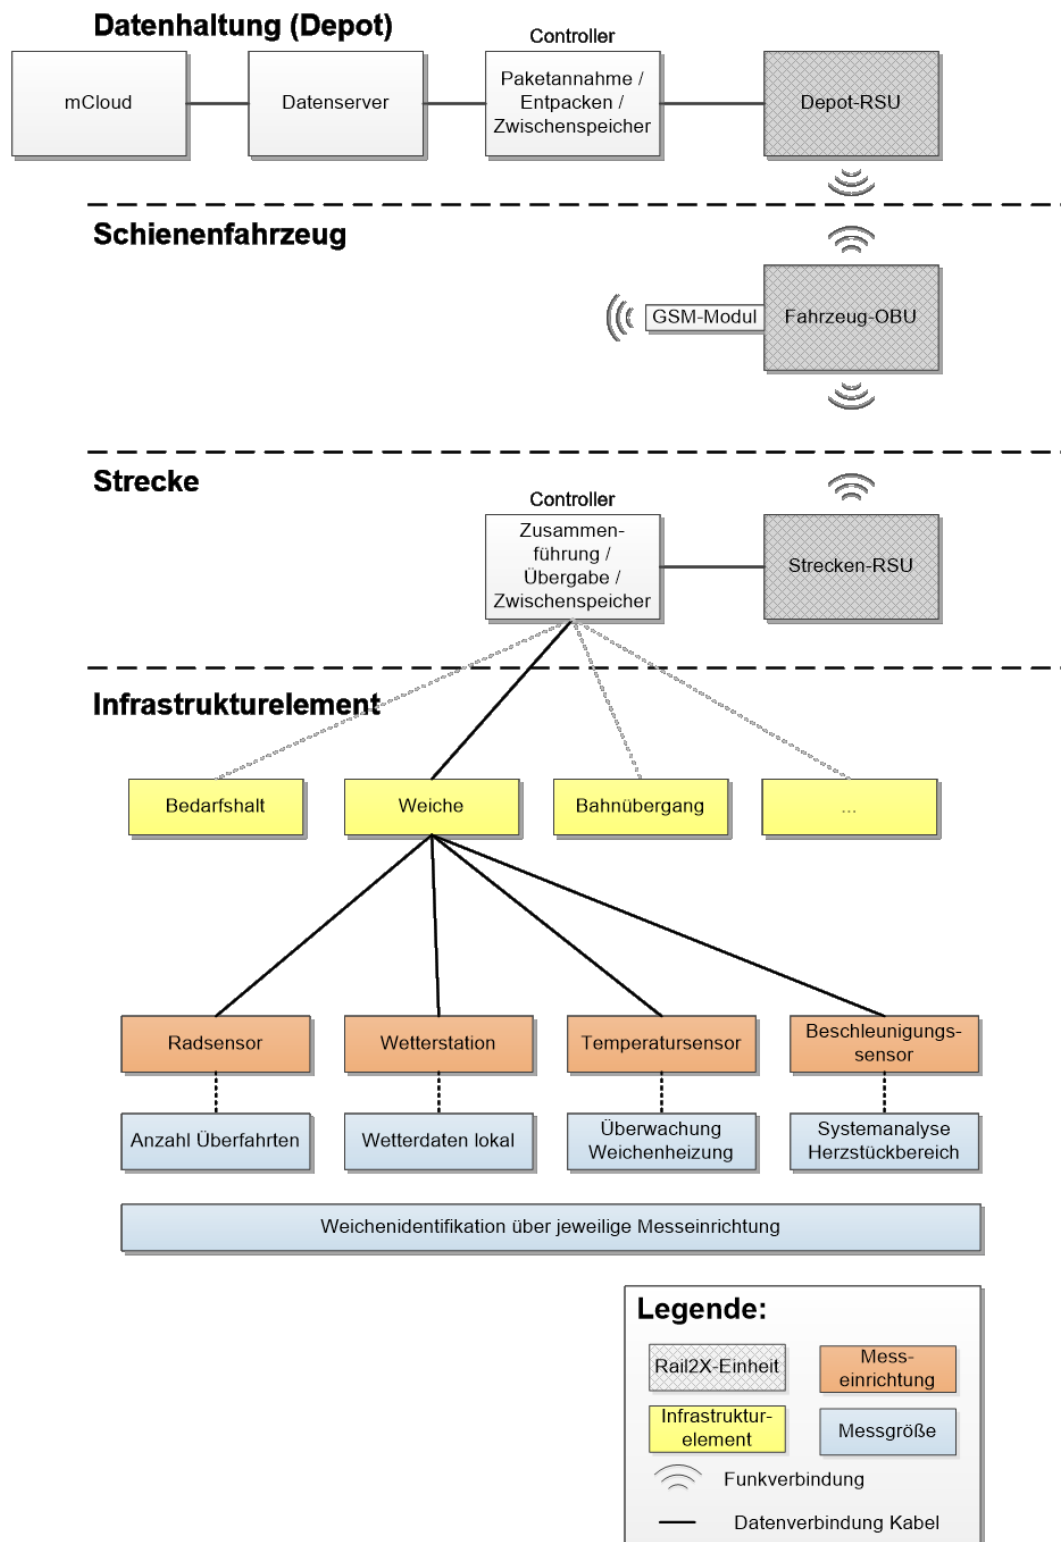 Datenhaltung (Depot)
Controller
mCloud
Datenserver
Paketannahme /
Entpacken /
Zwischenspeicher
Depot-RSU
Schienenfahrzeug
GSM-Modul
Fahrzeug-OBU
Strecke
Controller
Zusammen-
führung /
Übergabe /
Zwischenspeicher
Strecken-RSU
Infrastrukturelement
Bedarfshalt
Weiche
Bahnübergang
...
Radsensor
Wetterstation
Temperatursensor
Beschleunigungs-
sensor
Anzahl Überfahrten
Wetterdaten lokal
Überwachung
Weichenheizung
Systemanalyse
Herzstückbereich
Weichenidentifikation über jeweilige Messeinrichtung
Legende:
Rail2X-Einheit
Mess-
einrichtung
Infrastruktur-
element
Messgröße
Funkverbindung
Datenverbindung Kabel